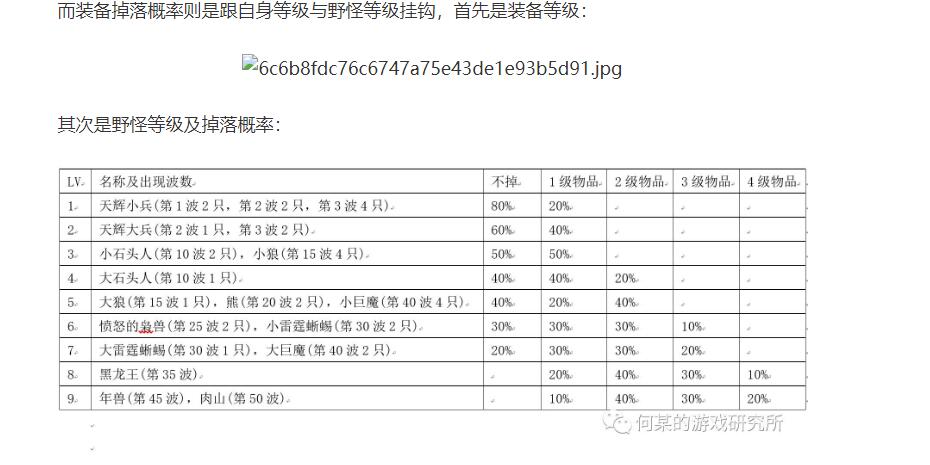 而装备掉落概率则是跟自身等级与野怪等级挂钩，首先是装备等级：
6c6b8fdc76c6747a75e43de1e93b5d91.jpg
其次是野怪等级及掉落概率：
LV. 名称及出现波数 不掉 1 级物品 2 级物品 3 级物品 4 级物品
1 天辉小兵(第 1 波 2 只，第 2 波 2 只，第 3 波 4 只) 80% 20%
2 天辉大兵(第 2 波 1 只，第 3 波 2 只) 60% 40%
3 小石头人(第 10 波 2 只)，小狼(第 15 波 4 只) 50% 50%
4 大石头人(第 10 波 1 只) 40% 40% 20%
5 大狼(第 15 波 1 只)，熊(第 20 波 2 只)，小巨魔(第 40 波 4 只) 40% 20% 40%
6 愤怒的枭兽(第 25 波 2 只)，小雷霆蜥蜴(第 30 波 2 只) 30% 30% 30% 10%
7 大雷霆蜥蜴(第 30 波 1 只)，大巨魔(第 40 波 2 只) 20% 30% 30% 20%
8 黑龙王(第 35 波) 20% 40% 30% 10%
9 年兽(第 45 波)，肉山(第 50 波) 10% 40% 30% 20%
何某的游戏研究所